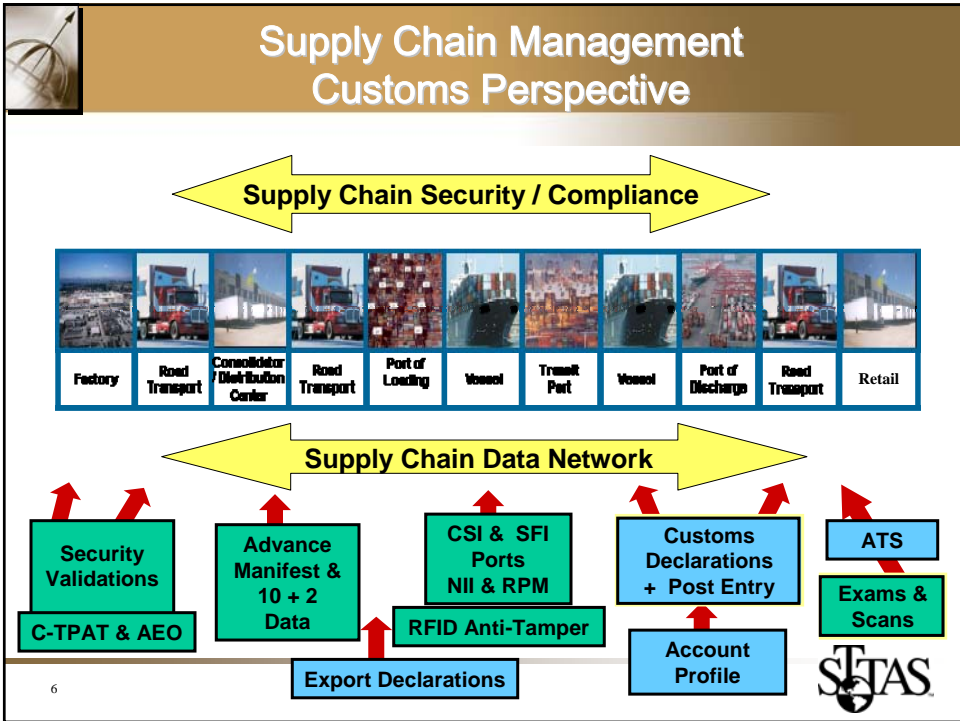 Supply Chain Management
Customs Perspective
Supply Chain Security / Compliance
Factory
Road
Transport
Consolidator
/ Distribution
Center
Road
Transport
Port of
Loading
Vessel
Transit
Port
Vessel
Port of
Discharge
Road
Transport
Retail
Supply Chain Data Network
Security
Validations
C-TPAT & AEO
Advance
Manifest &
10 + 2
Data
CSI & SFI
Ports
NII & RPM
RFID Anti-Tamper
Export Declarations
Customs
Declarations
+ Post Entry
Account
Profile
ATS
Exams &
Scans
6
STTAS™